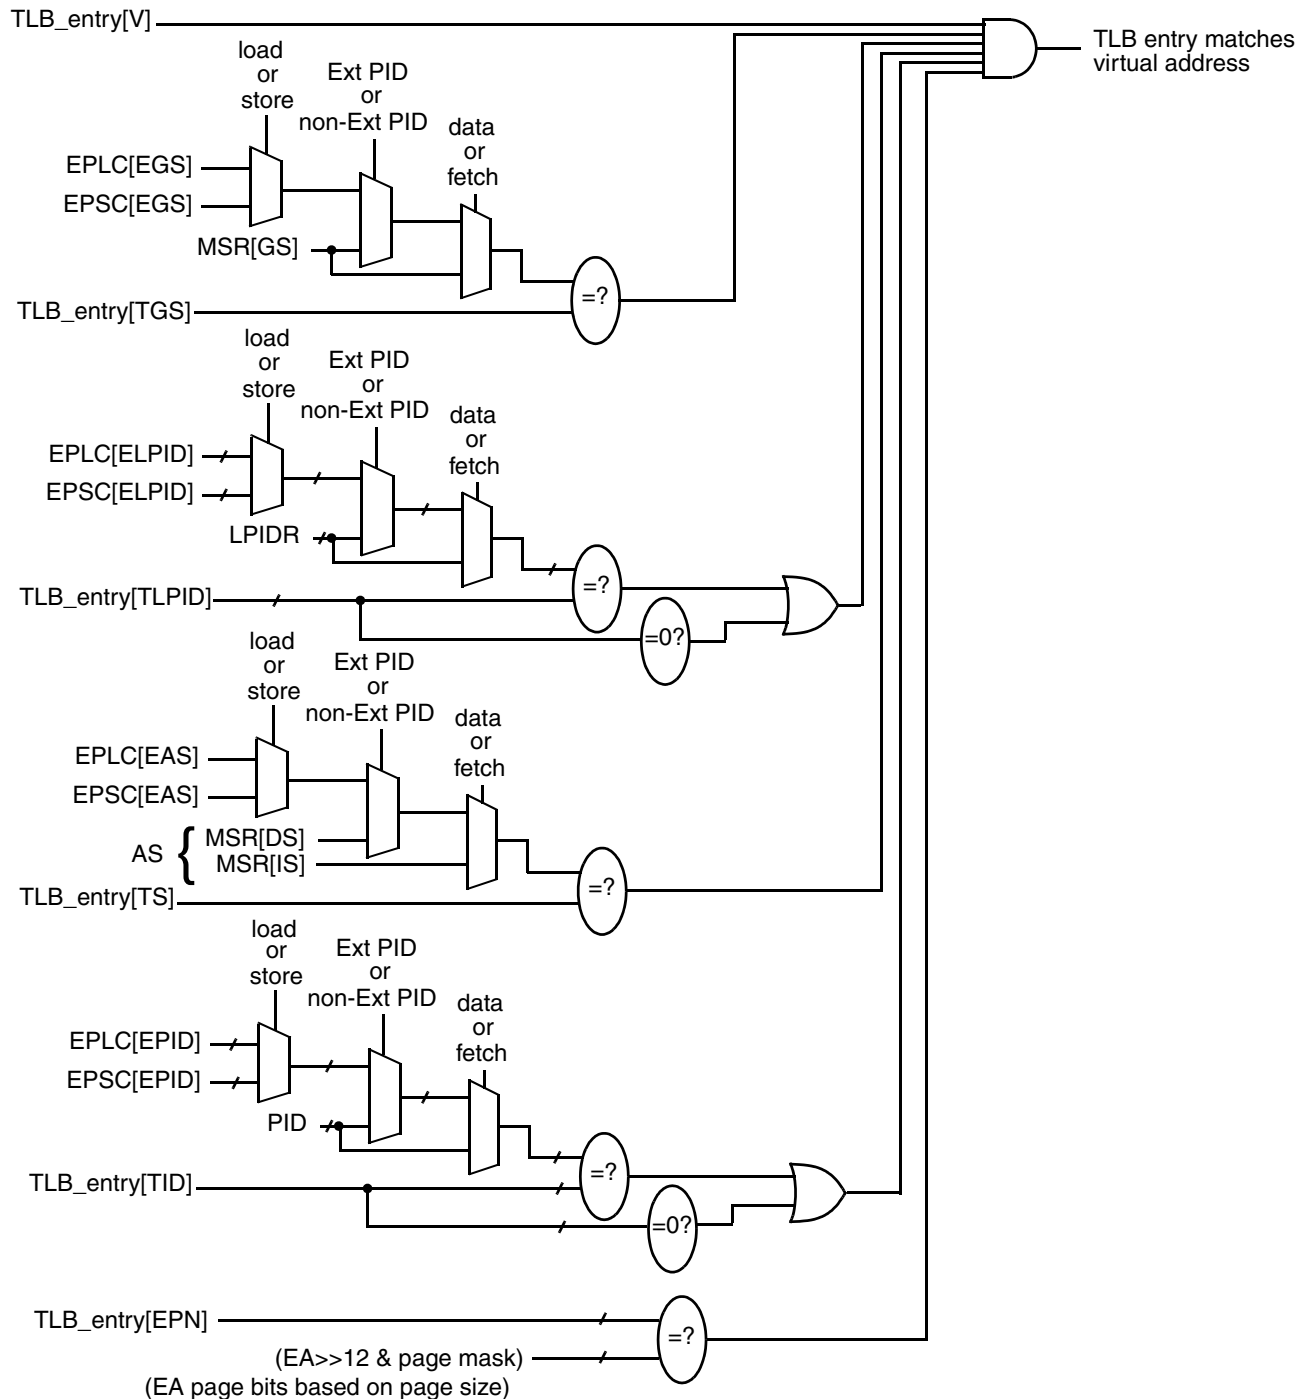 TLB_entry[V]
TLB entry matches
virtual address
load
or
store
Ext PID
or
non-Ext PID
data
or
fetch
EPLC[EGS]
EPSC[EGS]
MSR[GS]
=?
TLB_entry[TGS]
load
or
store
Ext PID
or
non-Ext PID
data
or
fetch
EPLC[ELPID]
EPSC[ELPID]
LPIDR
=?
TLB_entry[TLPID]
=0?
load
or
store
Ext PID
or
non-Ext PID
data
or
fetch
EPLC[EAS]
EPSC[EAS]
AS { MSR[DS]
MSR[IS]
=?
TLB_entry[TS]
load
or
store
Ext PID
or
non-Ext PID
data
or
fetch
EPLC[EPID]
EPSC[EPID]
PID
=?
TLB_entry[TID]
=0?
TLB_entry[EPN]
=?
(EA>>12 & page mask)
(EA page bits based on page size)